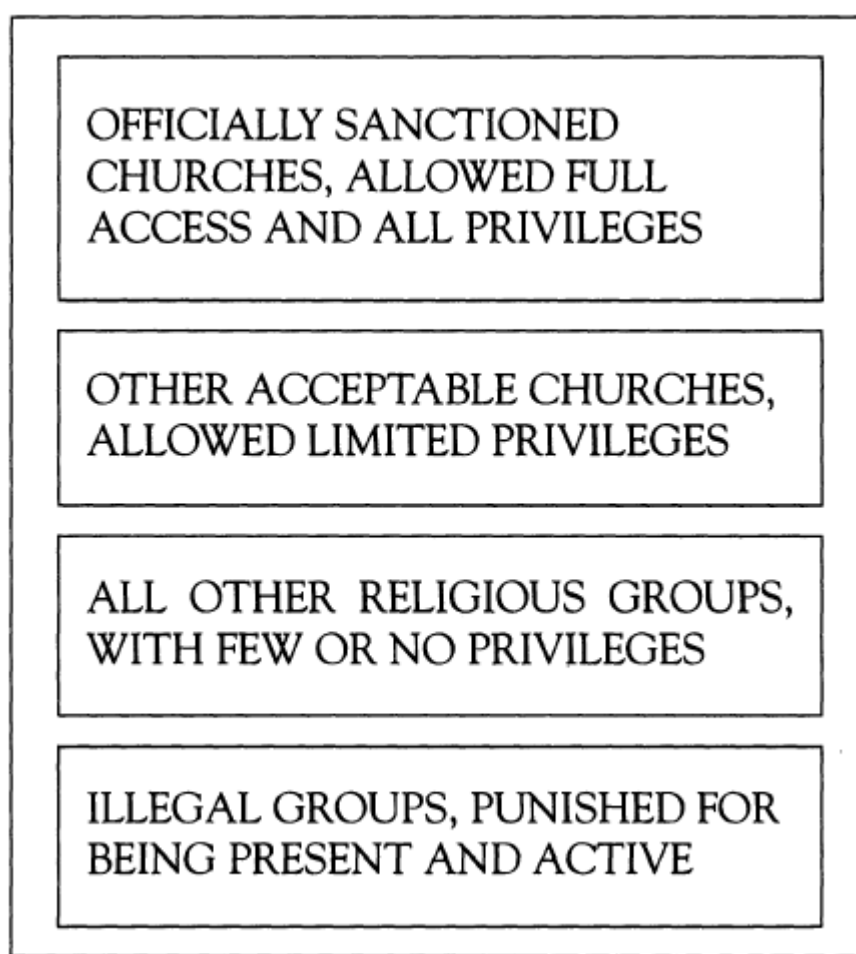 OFFICIALLY SANCTIONED
CHURCHES, ALLOWED FULL
ACCESS AND ALL PRIVILEGES
OTHER ACCEPTABLE CHURCHES,
ALLOWED LIMITED PRIVILEGES
ALL OTHER RELIGIOUS GROUPS,
WITH FEW OR NO PRIVILEGES
ILLEGAL GROUPS, PUNISHED FOR
BEING PRESENT AND ACTIVE